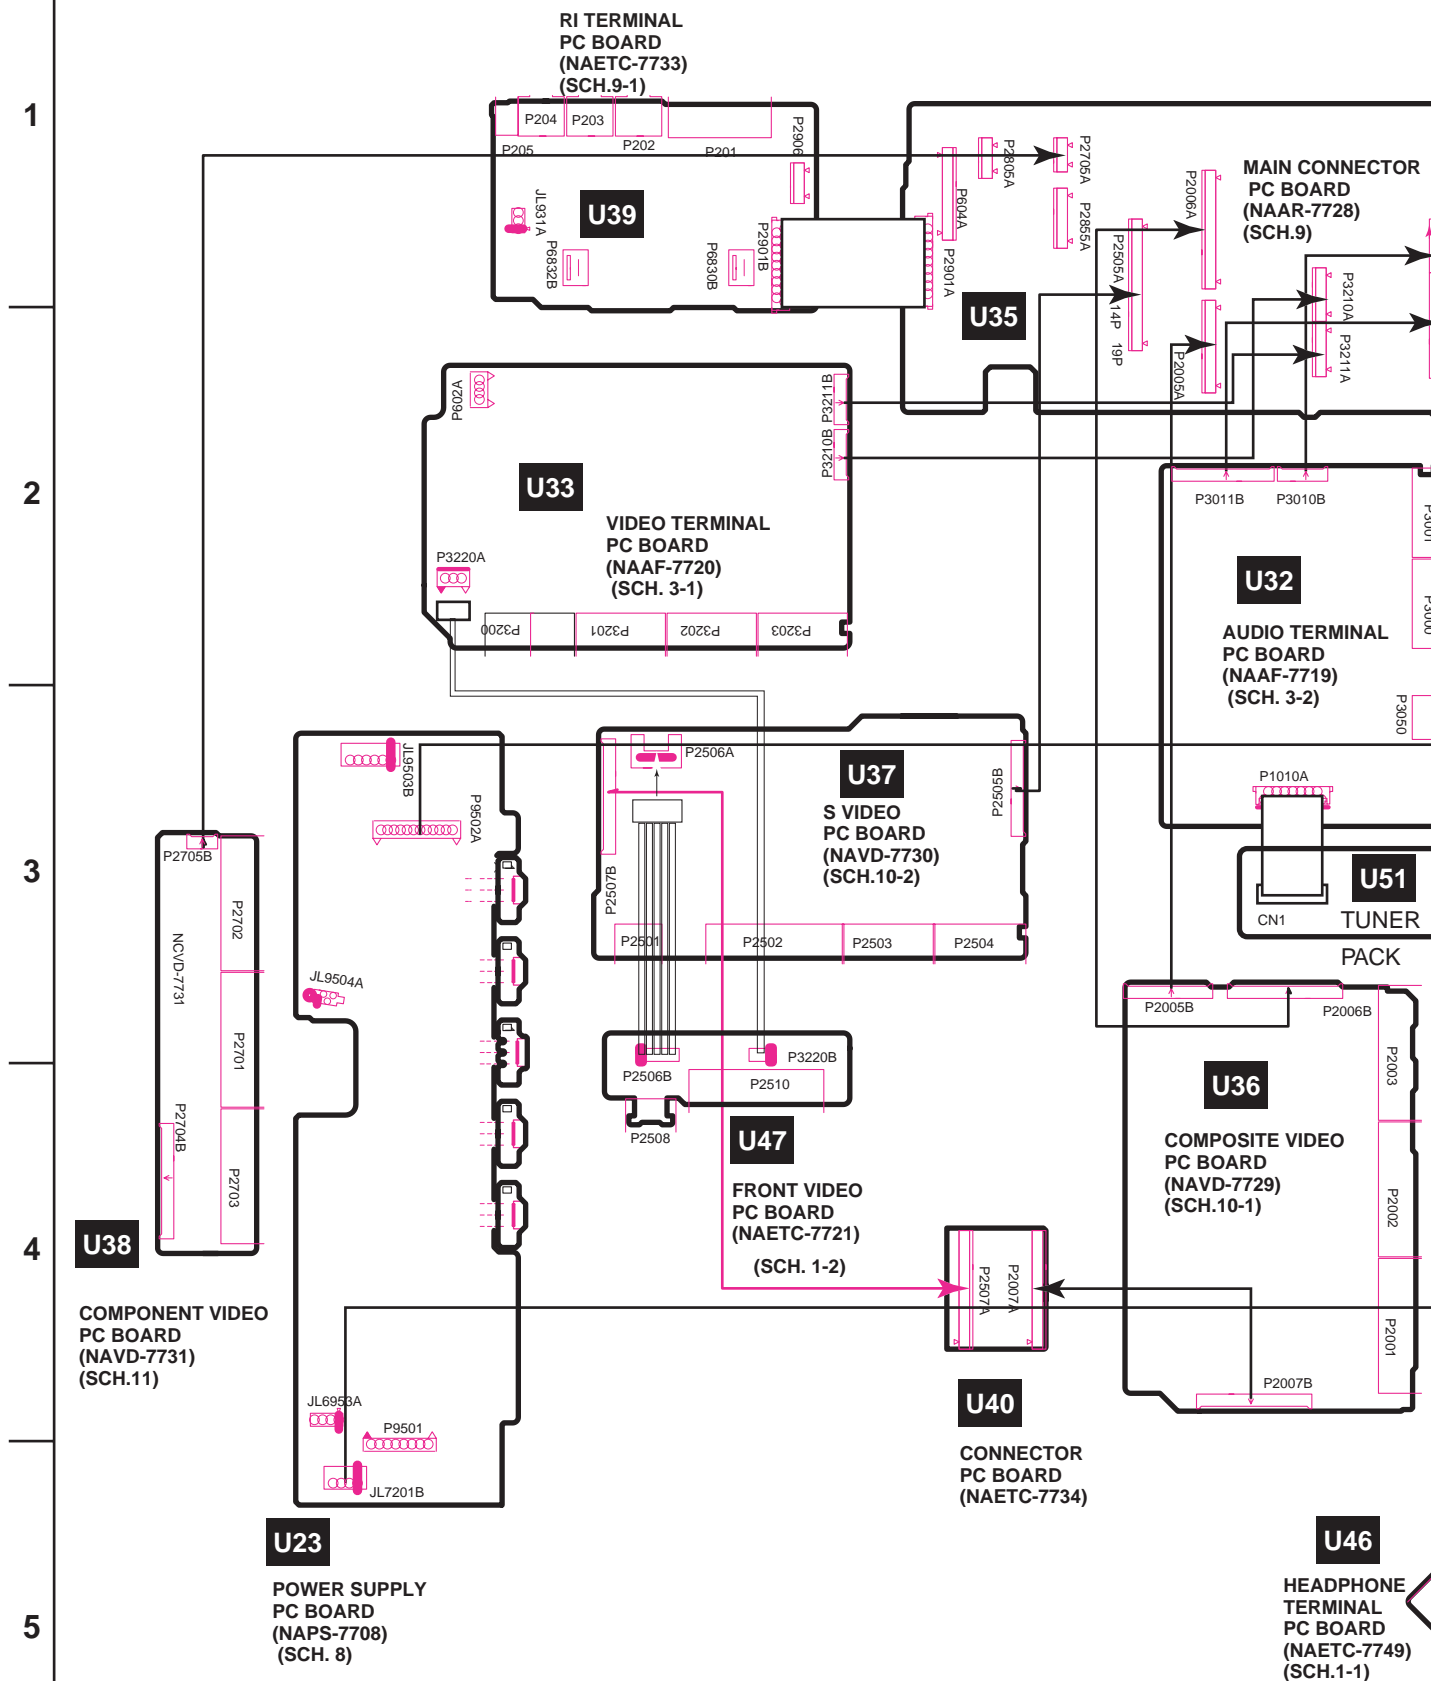 1
2
3
4
5
RI TERMINAL
PC BOARD
(NAETC-7733)
(SCH.9-1)
P204
P203
P205
P202
P201
P2906
JL931A
U39
P6832B
P6830B
P2901B
P2901A
P604A
P2805A
P2705A
P2855A
P2505A
14P
19P
P2006A
P2005A
MAIN CONNECTOR
PC BOARD
(NAAR-7728)
(SCH.9)
P3210A
P3211A
U35
P602A
P3211B
P3210B
U33
VIDEO TERMINAL
PC BOARD
(NAAF-7720)
(SCH. 3-1)
P3220A
P3200
P3201
P3202
P3203
P3011B
P3010B
P3001
P3000
P3050
U32
AUDIO TERMINAL
PC BOARD
(NAAF-7719)
(SCH. 3-2)
P1010A
U51
CN1
TUNER
PACK
JL9503B
P9502A
P2506A
U37
S VIDEO
PC BOARD
(NAVD-7730)
(SCH.10-2)
P2505B
P2507B
P2501
P2502
P2503
P2504
P2705B
P2702
NCVD-7731
P2701
P2704B
P2703
JL9504A
P2506B
P3220B
P2510
P2508
U47
FRONT VIDEO
PC BOARD
(NAETC-7721)
(SCH. 1-2)
P2005B
P2006B
P2003
U36
COMPOSITE VIDEO
PC BOARD
(NAVD-7729)
(SCH.10-1)
P2002
P2001
P2007B
U38
COMPONENT VIDEO
PC BOARD
(NAVD-7731)
(SCH.11)
P2507A
P2007A
U40
CONNECTOR
PC BOARD
(NAETC-7734)
JL6953A
P9501
JL7201B
U23
POWER SUPPLY
PC BOARD
(NAPS-7708)
(SCH. 8)
U46
HEADPHONE
TERMINAL
PC BOARD
(NAETC-7749)
(SCH.1-1)